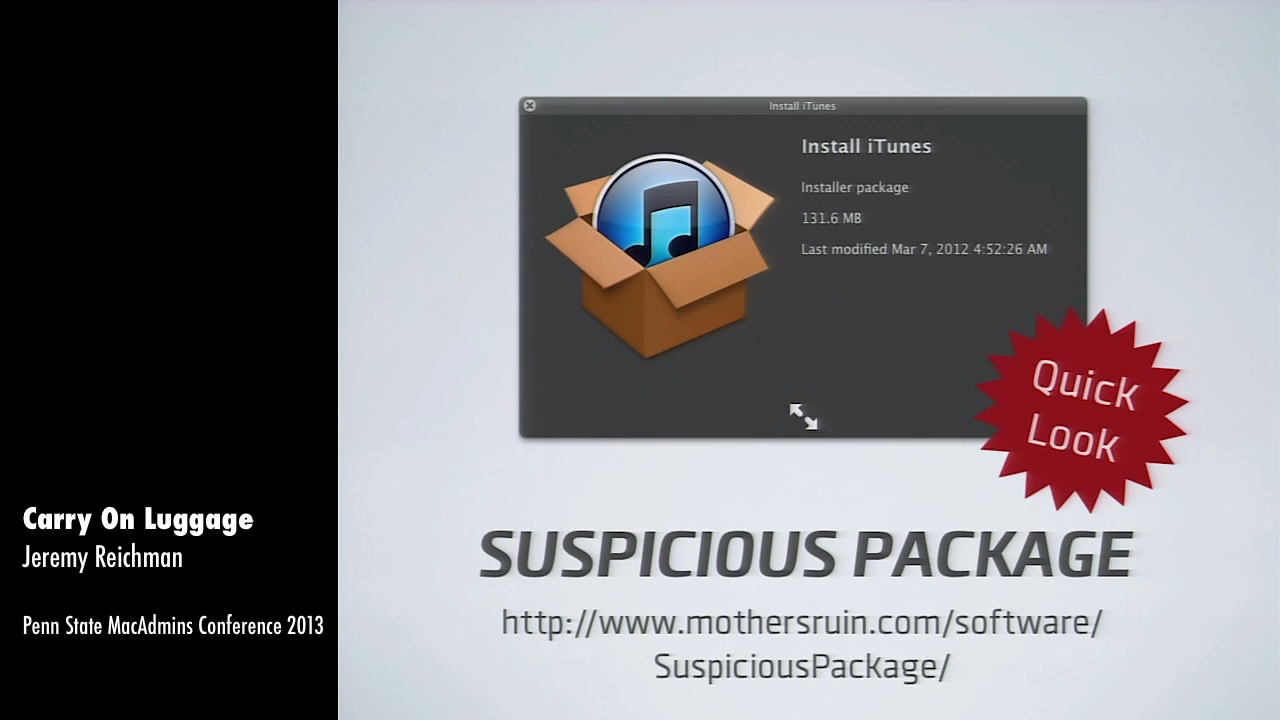 Install iTunes
Install iTunes
Installer package
131.6 MB
Last modified Mar 7, 2012 4:52:26 AM
Quick
Look
SUSPICIOUS PACKAGE
http://www.mothersruin.com/software/
SuspiciousPackage/
Carry On Luggage
Jeremy Reichman
Penn State MacAdmins Conference 2013